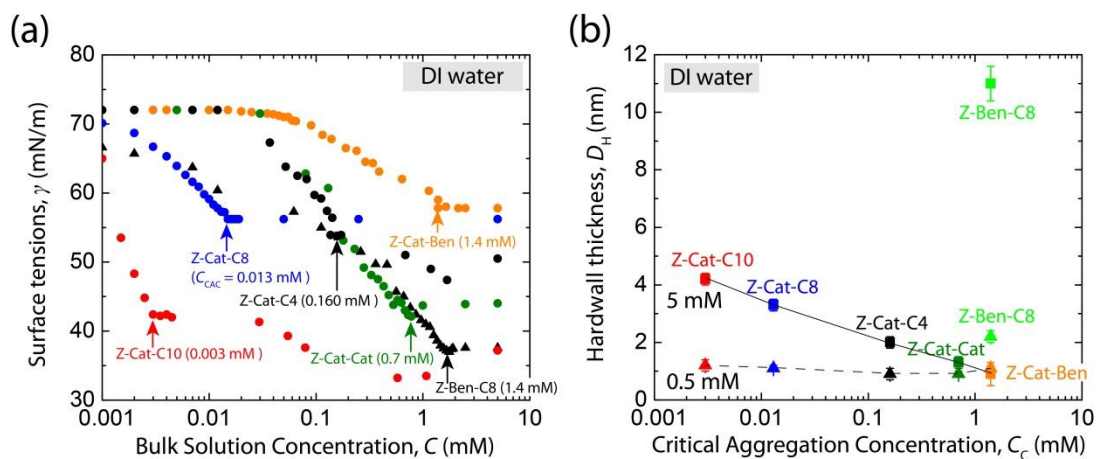 (a)
DI water
80
70
60
50
40
30
Surface tensions, γ (mN/m)
Z-Cat-Ben (1.4 mM)
Z-Cat-C8
(C_CAC = 0.013 mM )
Z-Cat-C4 (0.160 mM )
Z-Cat-C10 (0.003 mM )
Z-Cat-Cat (0.7 mM)
Z-Ben-C8 (1.4 mM)
0.001 0.01 0.1 1 10
Bulk Solution Concentration, C (mM)
(b)
DI water
12
10
8
6
4
2
0
Hardwall thickness, D_H (nm)
Z-Ben-C8
Z-Cat-C10
Z-Cat-C8
5 mM
Z-Cat-C4
Z-Ben-C8
Z-Cat-Cat
0.5 mM
Z-Cat-Ben
0.001 0.01 0.1 1 10
Critical Aggregation Concentration, C_C (mM)